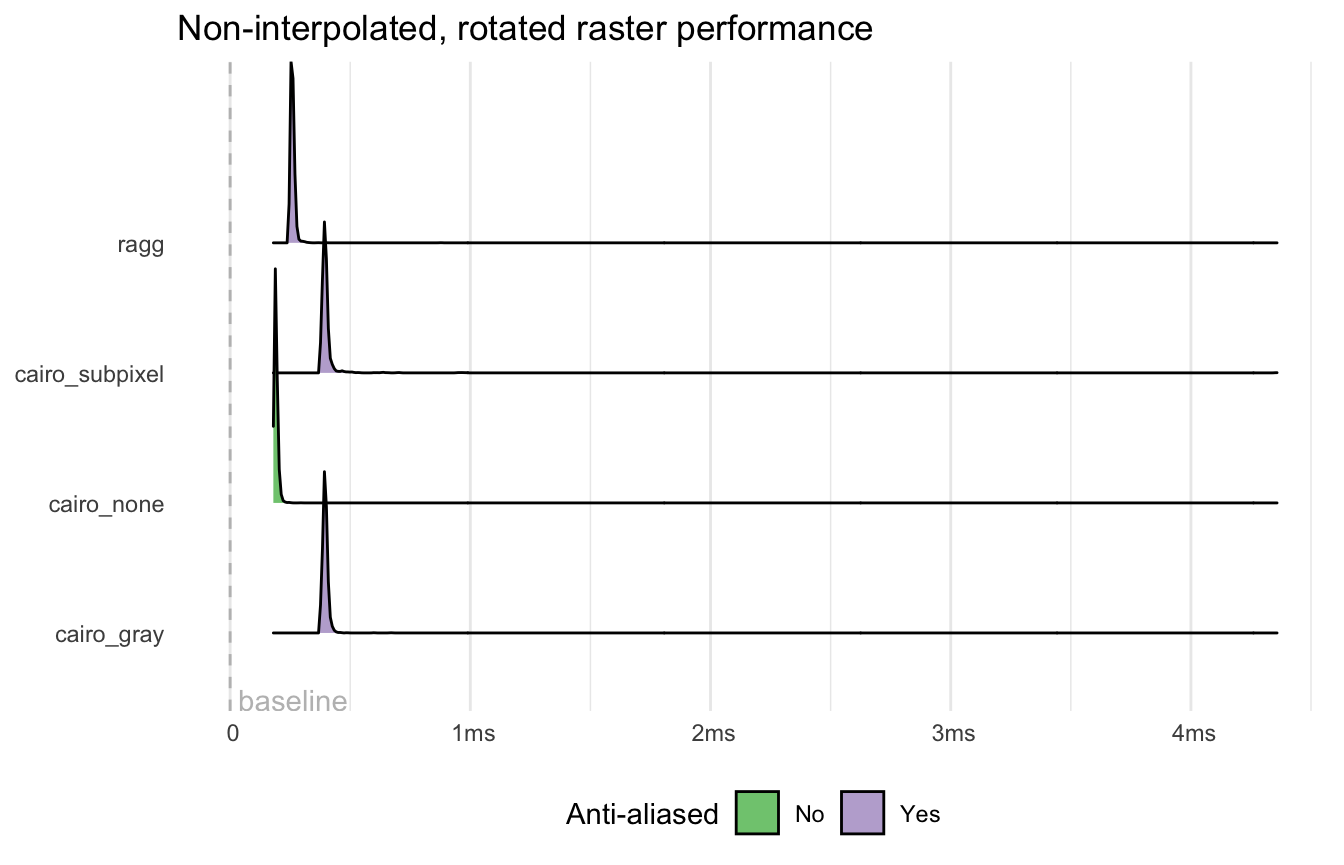 Non-interpolated, rotated raster performance
ragg
cairo_subpixel
cairo_none
cairo_gray
baseline
0 1ms 2ms 3ms 4ms
Anti-aliased No Yes